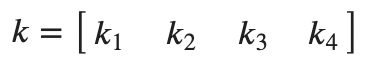 k = [ k₁ k₂ k₃ k₄ ]